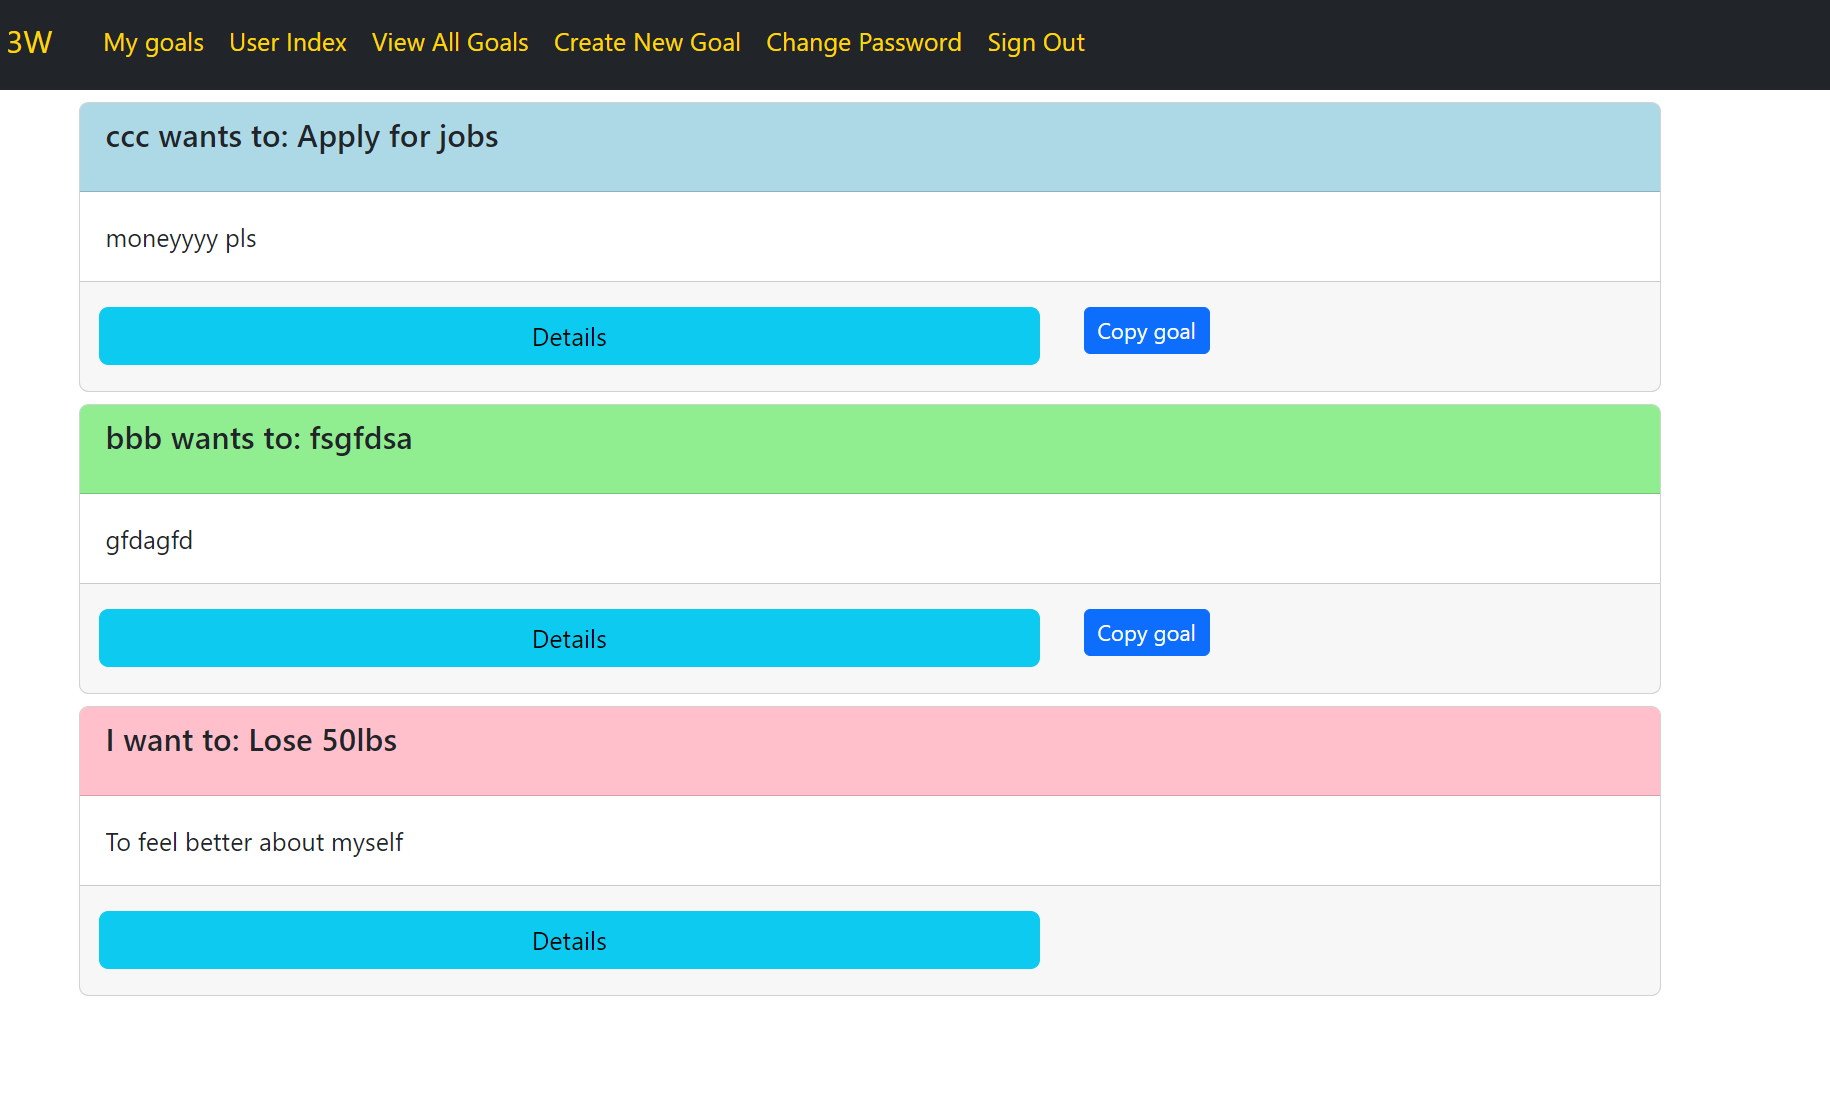 3W My goals User Index View All Goals Create New Goal Change Password Sign Out
ccc wants to: Apply for jobs
moneyyyy pls
Details Copy goal
bbb wants to: fsgfdsa
gfdagfd
Details Copy goal
I want to: Lose 50lbs
To feel better about myself
Details